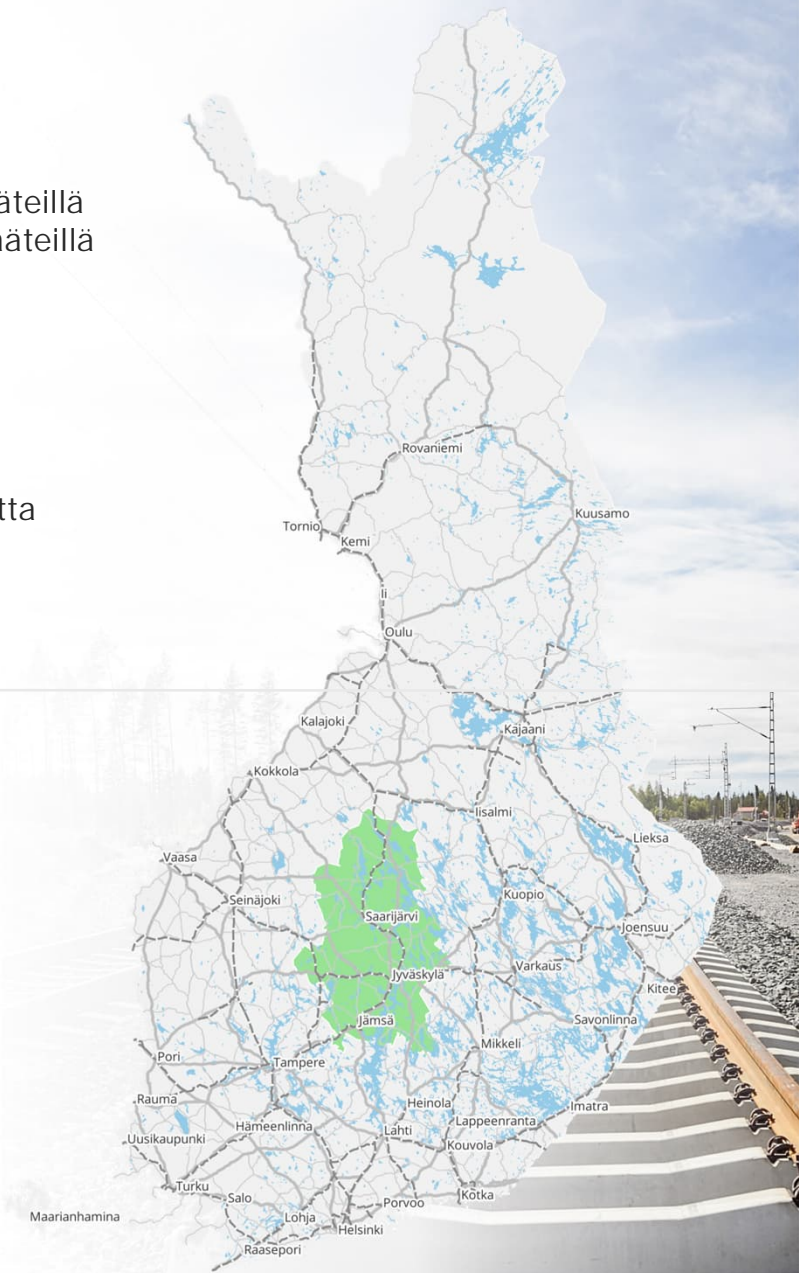 äteillä
äteillä
tta
Rovaniemi
Kuusamo
Tornio
Kemi
Ii
Oulu
Kalajoki
Kajaani
Kokkola
Iisalmi
Lieksa
Vaasa
Kuopio
Seinäjoki
Saarijärvi
Joensuu
Varkaus
Jyväskylä
Kitee
Jämsä
Savonlinna
Mikkeli
Pori
Tampere
Rauma
Heinola
Imatra
Hämeenlinna
Lappeenranta
Uusikaupunki
Lahti
Kouvola
Turku
Salo
Kotka
Porvoo
Maarianhamina
Lohja
Helsinki
Raasepori